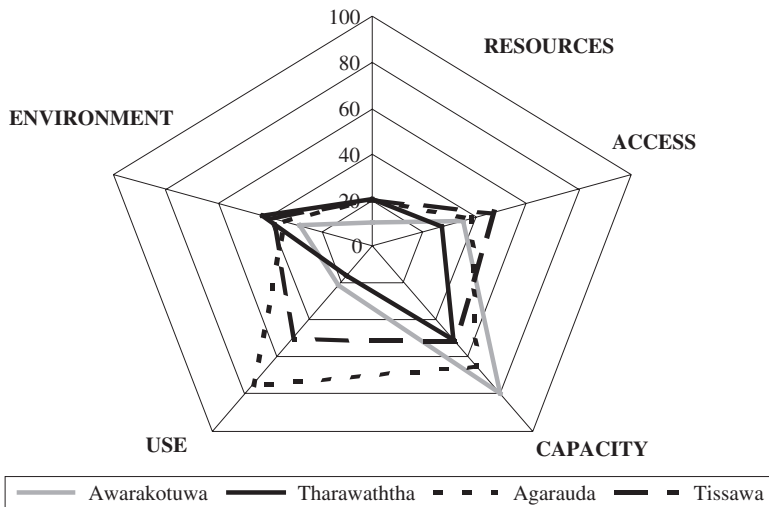 100
RESOURCES
80
ENVIRONMENT
60
ACCESS
40
20
0
USE
CAPACITY
Awarakotuwa Tharawaththa Agarauda Tissawa